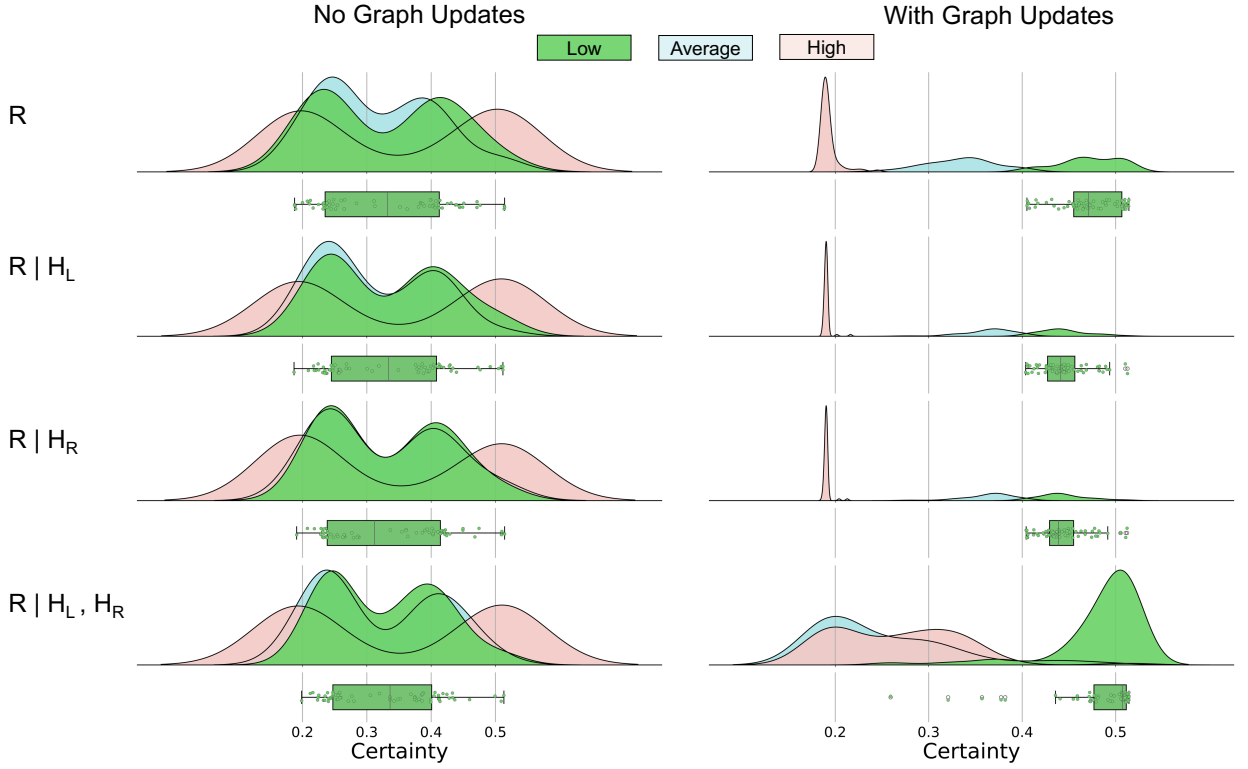 No Graph Updates
With Graph Updates
Low
Average
High
R
R | H_L
R | H_R
R | H_L , H_R
0.2 0.3 0.4 0.5
0.2 0.3 0.4 0.5
Certainty
Certainty